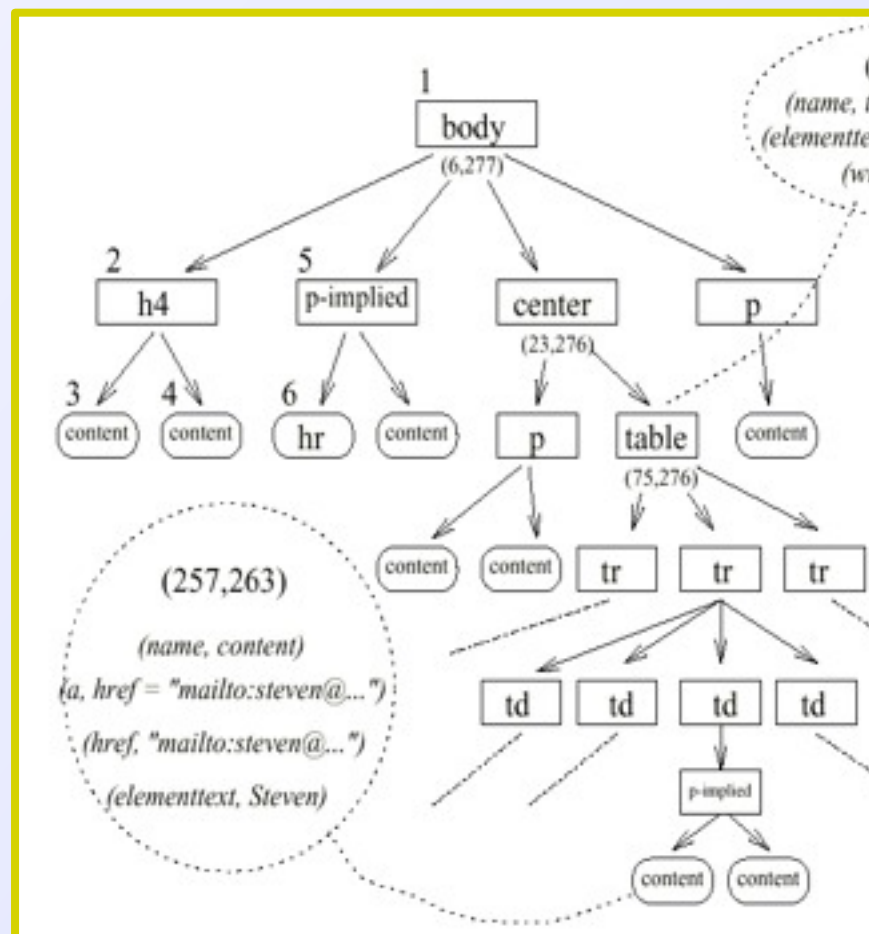 1
body
(6,277)
(
(name, t
(elementte
(wi
2
h4
5
p-implied
center
(23,276)
p
3
content
4
content
6
hr
content
p
table
(75,276)
content
content
content
tr
tr
tr
(257,263)
(name, content)
(a, href = "mailto:steven@...")
(href, "mailto:steven@...")
(elementtext, Steven)
td
td
td
td
p-implied
content
content